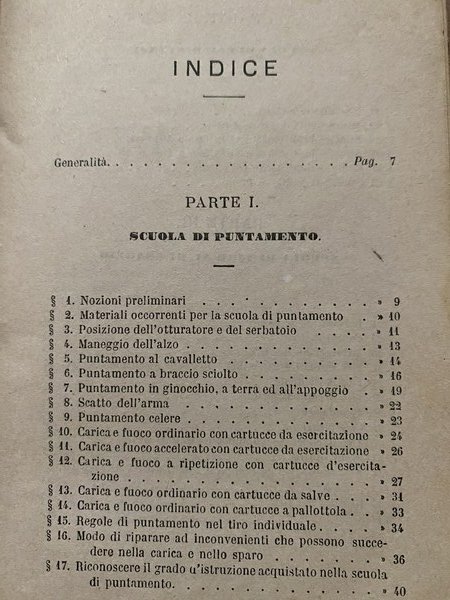 INDICE
Generalità. . . . . . . . . . . . . . . . . . Pag. 7
PARTE I.
SCUOLA DI PUNTAMENTO.
§ 1. Nozioni preliminari . . . . . . . . . . . » 9
§ 2. Materiali occorrenti per la scuola di puntamento . » 10
§ 3. Posizione dell'otturatore e del serbatoio . . . . » 11
§ 4. Maneggio dell'alzo . . . . . . . . . . . » 13
§ 5. Puntamento al cavalletto . . . . . . . . . » 14
§ 6. Puntamento a braccio sciolto . . . . . . . » 16
§ 7. Puntamento in ginocchio, a terra ed all'appoggio . » 19
§ 8. Scatto dell'arma . . . . . . . . . . . . » 22
§ 9. Puntamento celere . . . . . . . . . . . » 23
§ 10. Carica e fuoco ordinario con cartucce da esercitazione » 24
§ 11. Carica e fuoco accelerato con cartucce da esercitazione » 26
§ 12. Carica e fuoco a ripetizione con cartucce d'esercita-
zione . . . . . . . . . . . . . . . » 27
§ 13. Carica e fuoco ordinario con cartucce da salve . . » 31
§ 14. Carica e fuoco ordinario con cartucce a pallottola . » 33
§ 15. Regole di puntamento nel tiro individuale . . . . » 34
§ 16. Modo di riparare ad inconvenienti che possono succe-
dere nella carica e nello sparo . . . . . . . » 36
§ 17. Riconoscere il grado d'istruzione acquistato nella scuola
di puntamento. . . . . . . . . . . . . » 40